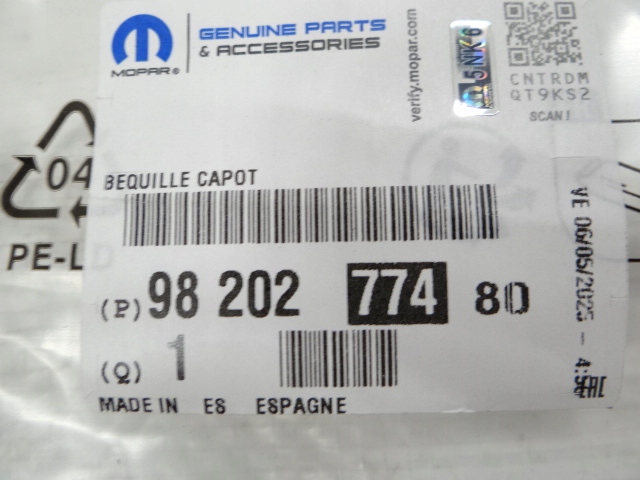 MOPAR®
GENUINE PARTS
& ACCESSORIES
verify.mopar.com
5NK6
CNTRDM
QT9KS2
SCAN!
04
PE-LD
BEQUILLE CAPOT
(P) 98 202 774 80
(Q) 1
MADE IN ES ESPAGNE
VE 06/05/2025 -